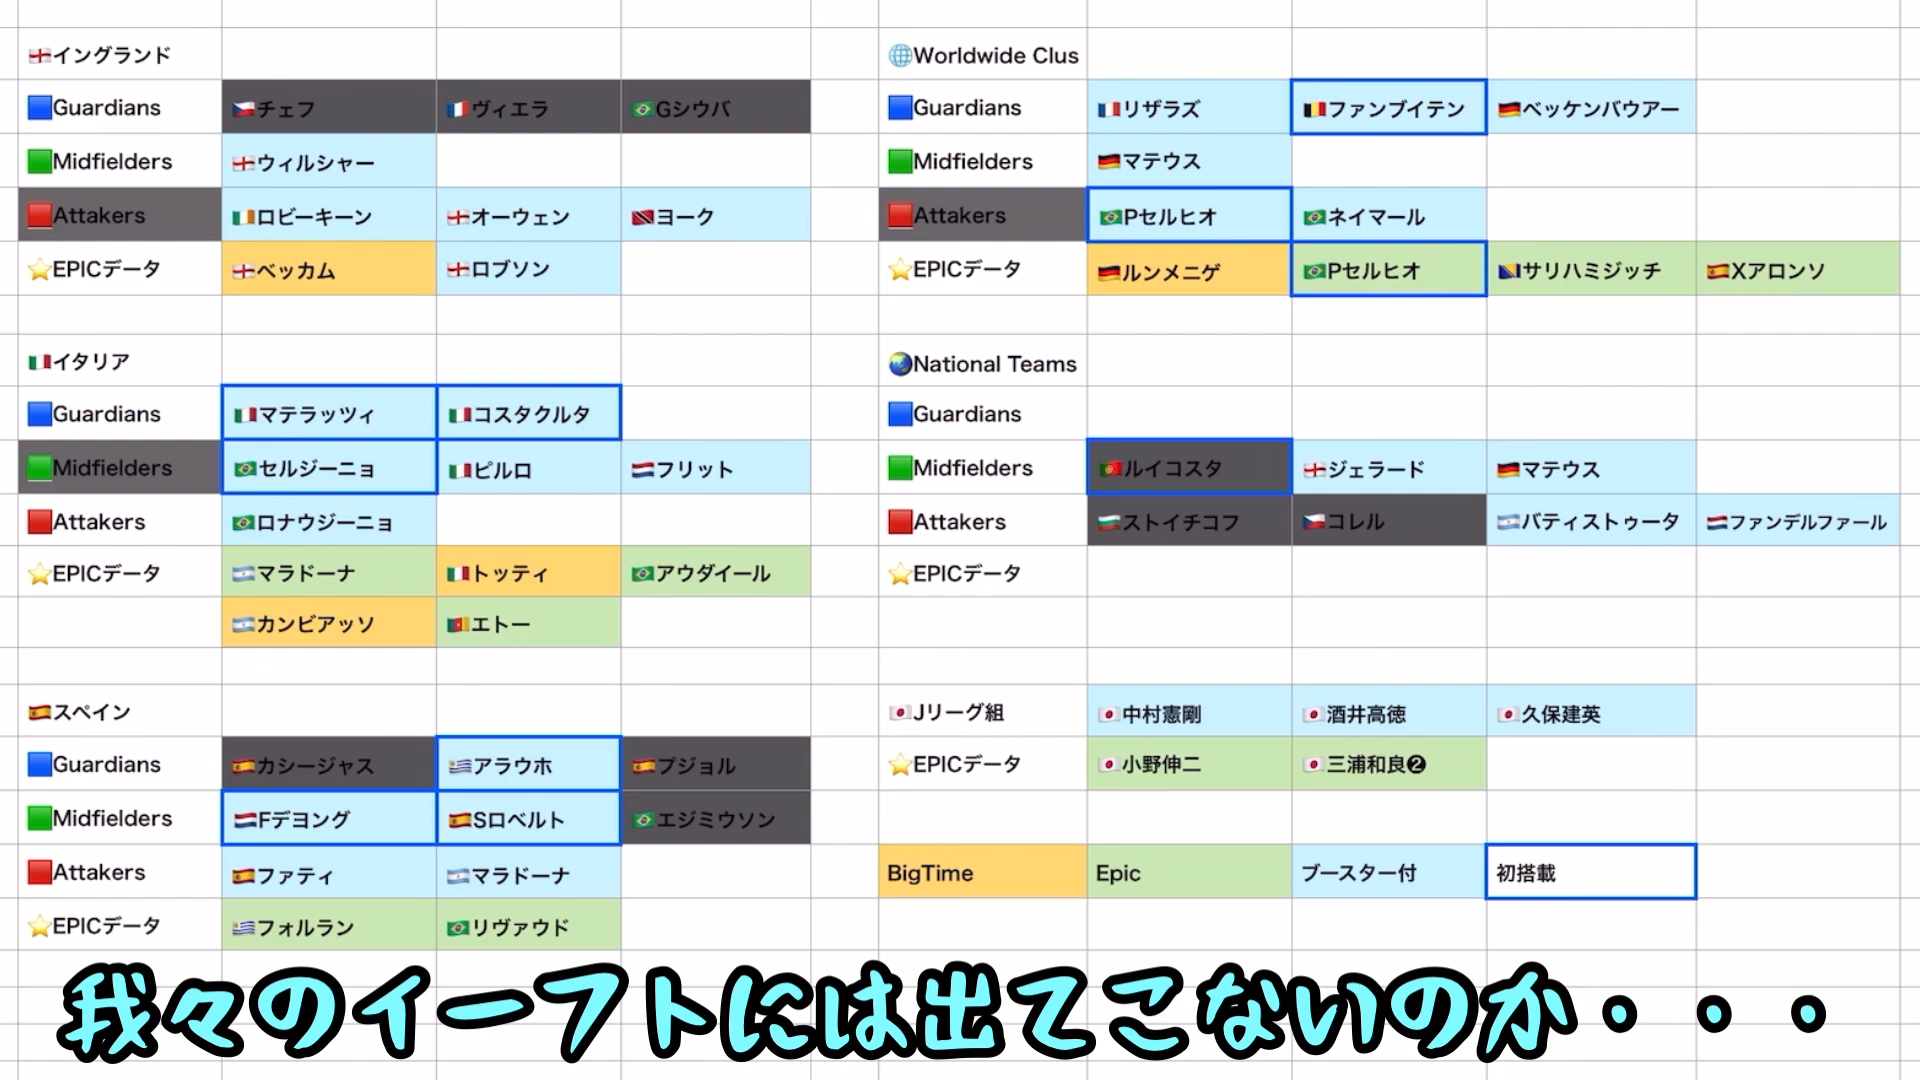 イングランド
Guardians チェフ ヴィエラ Gシウバ
Midfielders ウィルシャー
Attakers ロビーキーン オーウェン ヨーク
EPICデータ ベッカム ロブソン
イタリア
Guardians マテラッツィ コスタクルタ
Midfielders セルジーニョ ピルロ フリット
Attakers ロナウジーニョ
EPICデータ マラドーナ トッティ アウダイール
カンビアッソ エトー
スペイン
Guardians カシージャス アラウホ プジョル
Midfielders Fデヨング Sロベルト エジミウソン
Attakers ファティ マラドーナ
EPICデータ フォルラン リヴァウド
Worldwide Clus
Guardians リザラズ ファンブイテン ベッケンバウアー
Midfielders マテウス
Attakers Pセルヒオ ネイマール
EPICデータ ルンメニゲ Pセルヒオ サリハミジッチ Xアロンソ
National Teams
Guardians
Midfielders ルイコスタ ジェラード マテウス
Attakers ストイチコフ コレル バティストゥータ ファンデルファール
EPICデータ
Jリーグ組 中村憲剛 酒井高徳 久保建英
EPICデータ 小野伸二 三浦和良❷
BigTime Epic ブースター付 初搭載
我々のイーフトには出てこないのか・・・